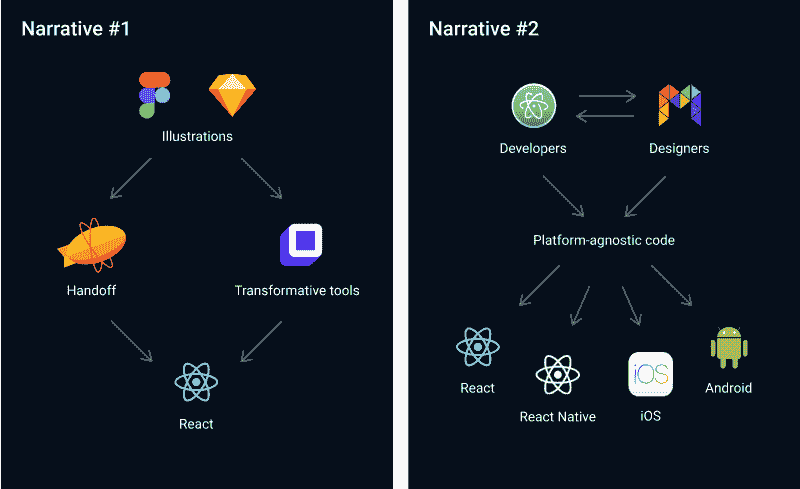 Narrative #1
Illustrations
Handoff
Transformative tools
React
Narrative #2
Developers
Designers
Platform-agnostic code
React
React Native
iOS
iOS
Android